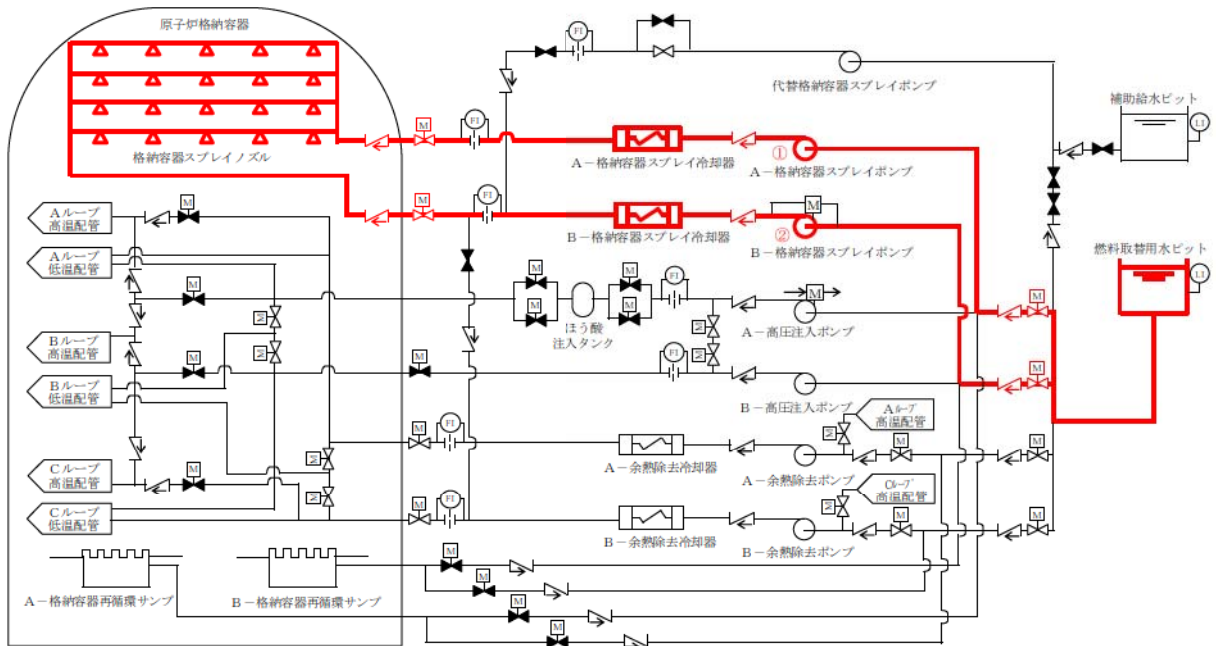 原子炉格納容器
格納容器スプレイノズル
FI
代替格納容器スプレイポンプ
補助給水ピット
LI
M
FI
A-格納容器スプレイ冷却器
①
A-格納容器スプレイポンプ
M
FI
B-格納容器スプレイ冷却器
M
②
B-格納容器スプレイポンプ
燃料取替用水ピット
LI
Aループ
高温配管
M
Aループ
低温配管
M
M
M
M
M
ほう酸
注入タンク
M
M
FI
M
A-高圧注入ポンプ
M
M
Bループ
高温配管
M
M
M
FI
M
B-高圧注入ポンプ
M
Bループ
低温配管
Aループ
高温配管
M
FI
A-余熱除去冷却器
M
M
M
A-余熱除去ポンプ
Cループ
高温配管
M
M
M
Cループ
高温配管
Cループ
低温配管
M
FI
B-余熱除去冷却器
M
M
M
B-余熱除去ポンプ
A-格納容器再循環サンプ
B-格納容器再循環サンプ
M
M
M
M